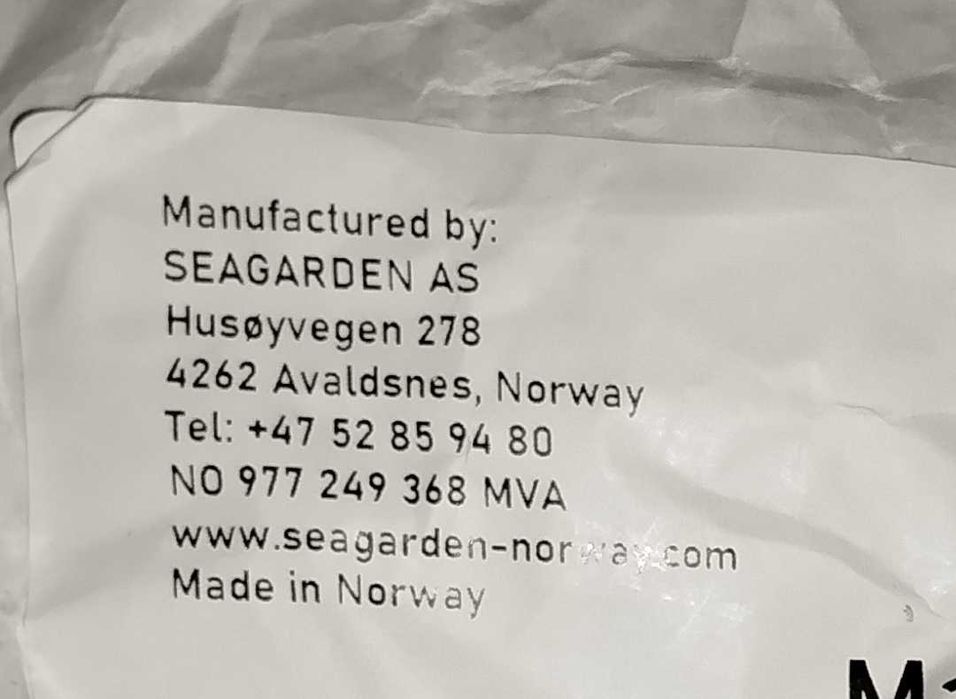 Manufactured by:
SEAGARDEN AS
Husøyvegen 278
4262 Avaldsnes, Norway
Tel: +47 52 85 94 80
NO 977 249 368 MVA
www.seagarden-norway.com
Made in Norway